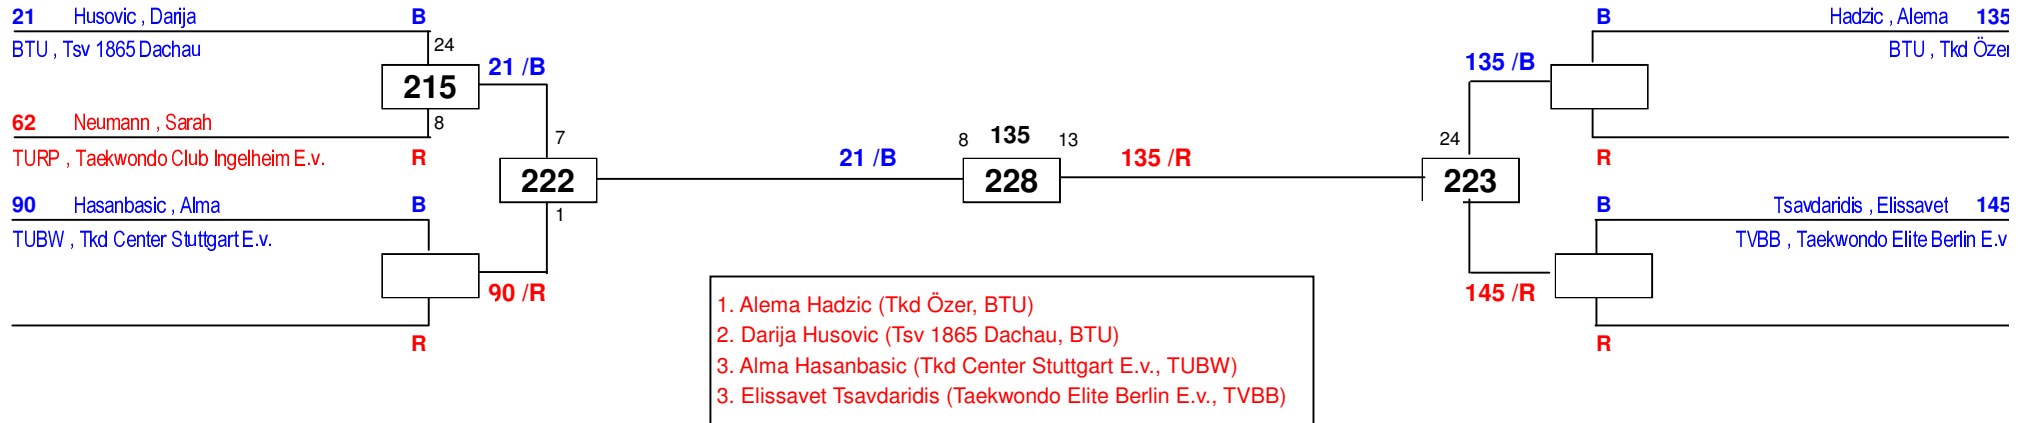 21 Husovic , Darija B
BTU , Tsv 1865 Dachau
24
215
21 /B
8
62 Neumann , Sarah
TURP , Taekwondo Club Ingelheim E.v. R
7
222
1
90 Hasanbasic , Alma B
TUBW , Tkd Center Stuttgart E.v.
90 /R
R
21 /B
8 135 13
228
135 /R
B Hadzic , Alema 135
BTU , Tkd Özer
135 /B
24
223
R
B Tsavdaridis , Elissavet 145
TVBB , Taekwondo Elite Berlin E.v
145 /R
R
1. Alema Hadzic (Tkd Özer, BTU)
2. Darija Husovic (Tsv 1865 Dachau, BTU)
3. Alma Hasanbasic (Tkd Center Stuttgart E.v., TUBW)
3. Elissavet Tsavdaridis (Taekwondo Elite Berlin E.v., TVBB)